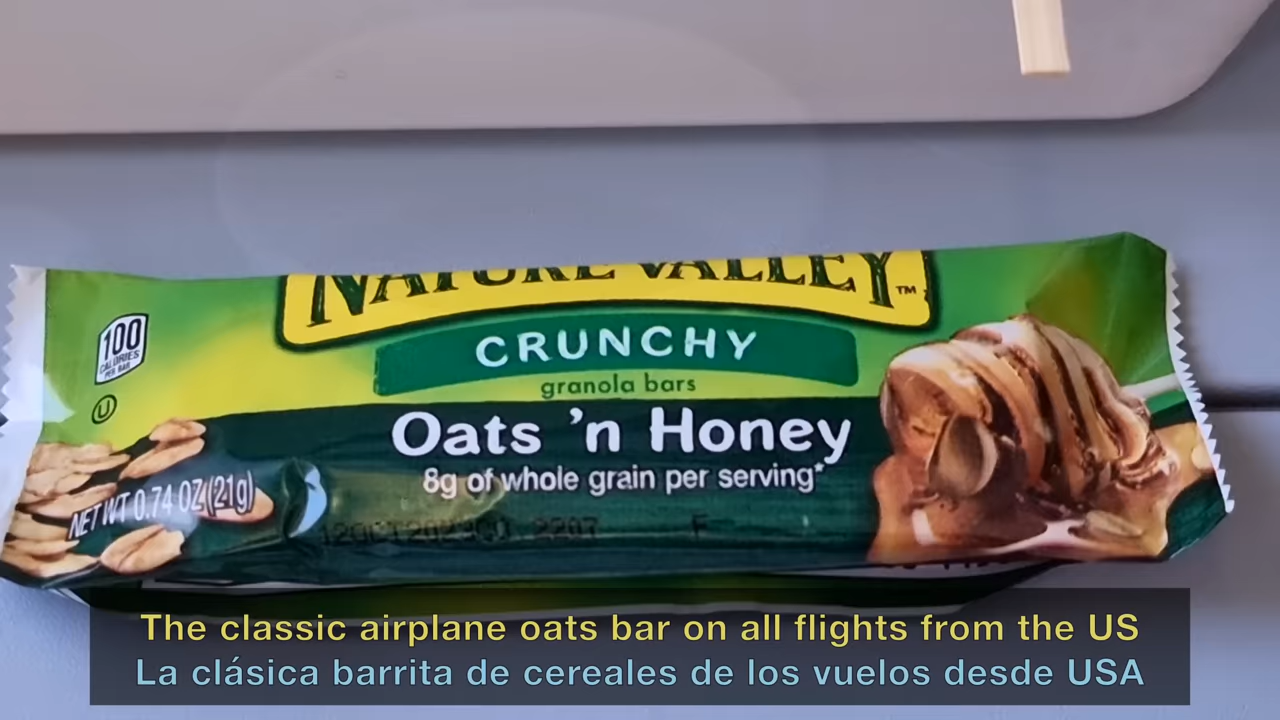 NATURE VALLEY™
CRUNCHY
granola bars
Oats 'n Honey
8g of whole grain per serving*
100
CALORIES
PER BAR
U
NET WT 0.74 OZ (21g)
12OCT2023 2207 F
The classic airplane oats bar on all flights from the US
La clásica barrita de cereales de los vuelos desde USA